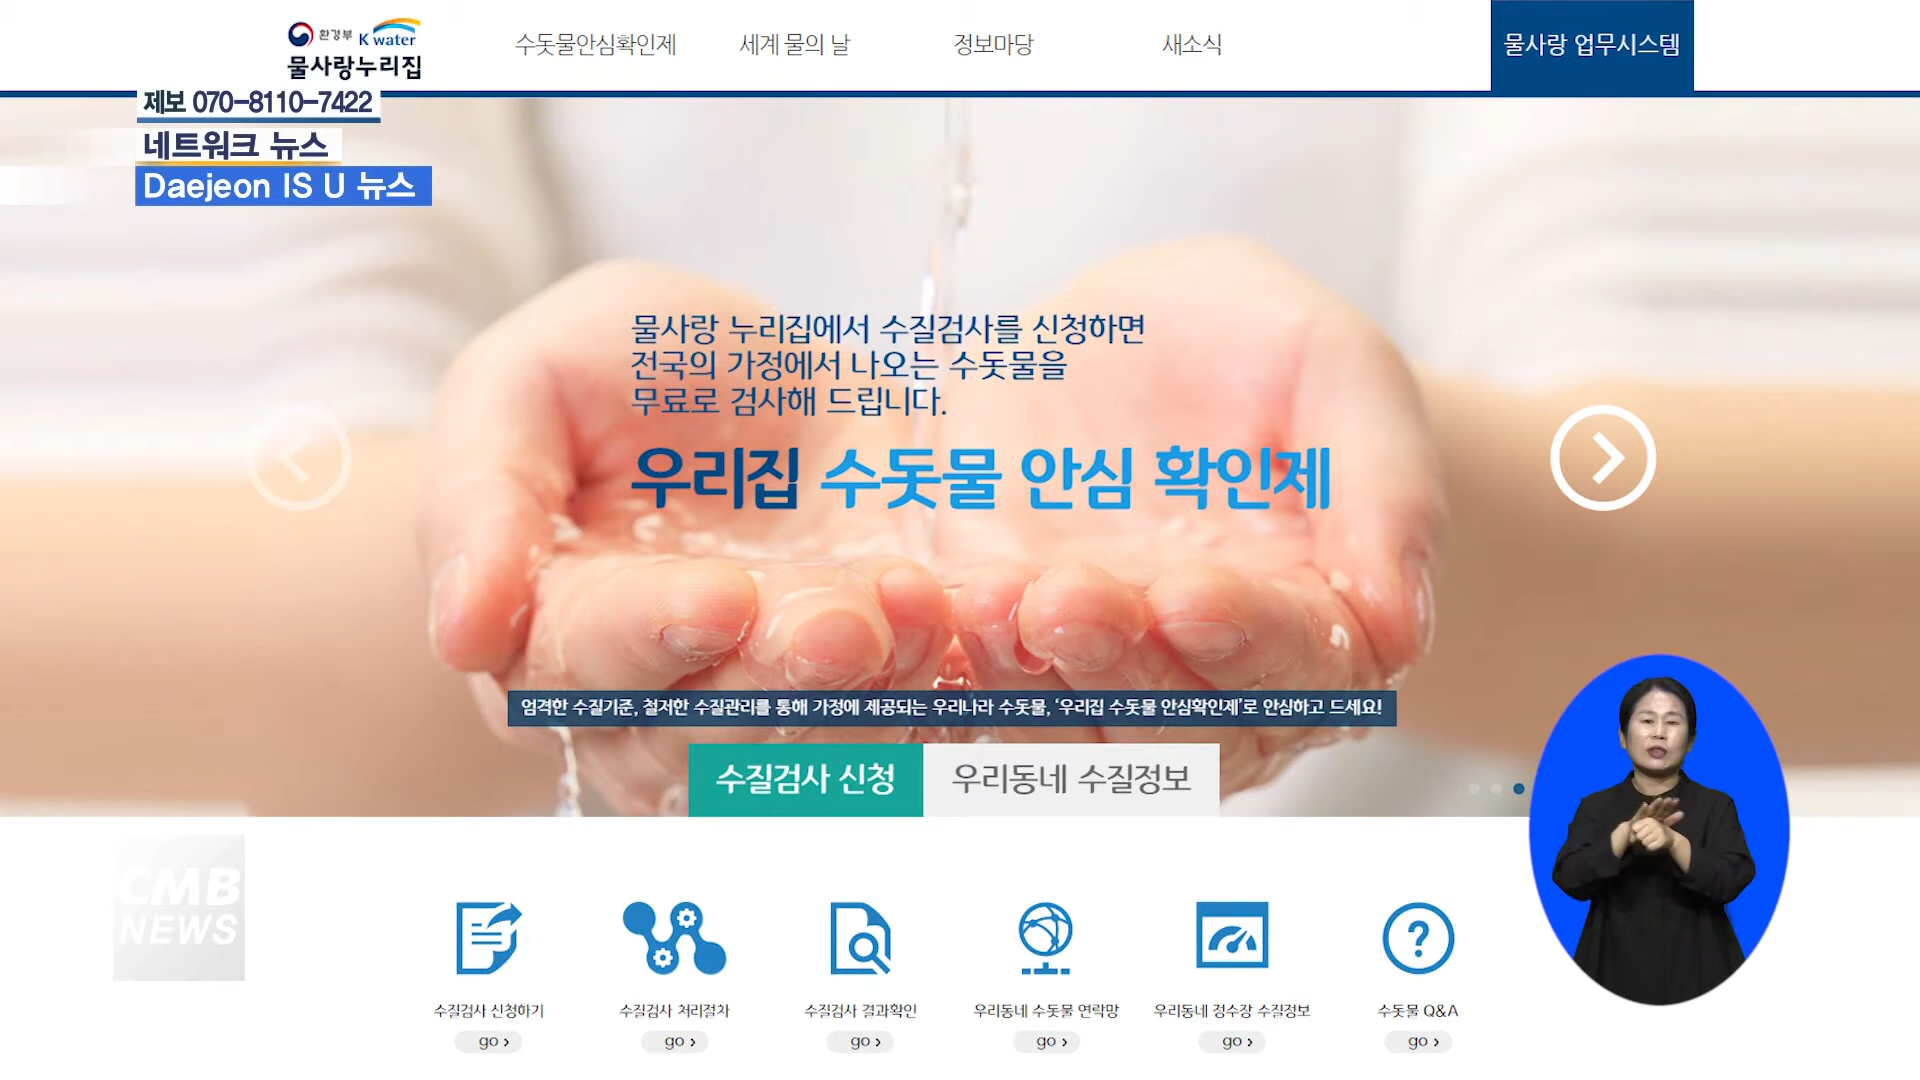 환경부 K water
물사랑누리집
수돗물안심확인제
세계 물의 날
정보마당
새소식
물사랑 업무시스템
제보 070-8110-7422
네트워크 뉴스
Daejeon IS U 뉴스
물사랑 누리집에서 수질검사를 신청하면
전국의 가정에서 나오는 수돗물을
무료로 검사해 드립니다.
우리집 수돗물 안심 확인제
엄격한 수질기준, 철저한 수질관리를 통해 가정에 제공되는 우리나라 수돗물, ‘우리집 수돗물 안심확인제’로 안심하고 드세요!
수질검사 신청
우리동네 수질정보
CMB
NEWS
수질검사 신청하기
수질검사 처리절차
수질검사 결과확인
우리동네 수돗물 연락망
우리동네 정수장 수질정보
수돗물 Q&A
go ›
go ›
go ›
go ›
go ›
go ›